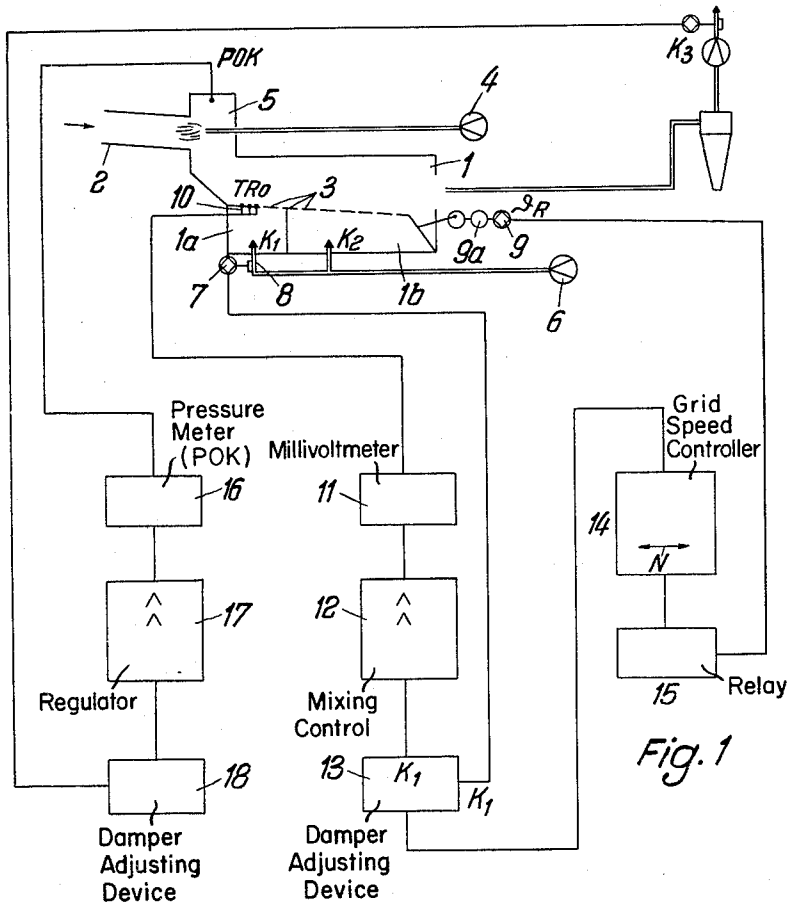 K3
POK
4
5
1
2
TRo
3
10
ϑR
1a
K1
K2
9a
9
7
8
1b
6
Pressure
Meter
(POK)
Millivoltmeter
Grid
Speed
Controller
16
11
14
N
17
12
Regulator
Mixing
Control
15
Relay
18
13
K1
K1
Fig. 1
Damper
Adjusting
Device
Damper
Adjusting
Device